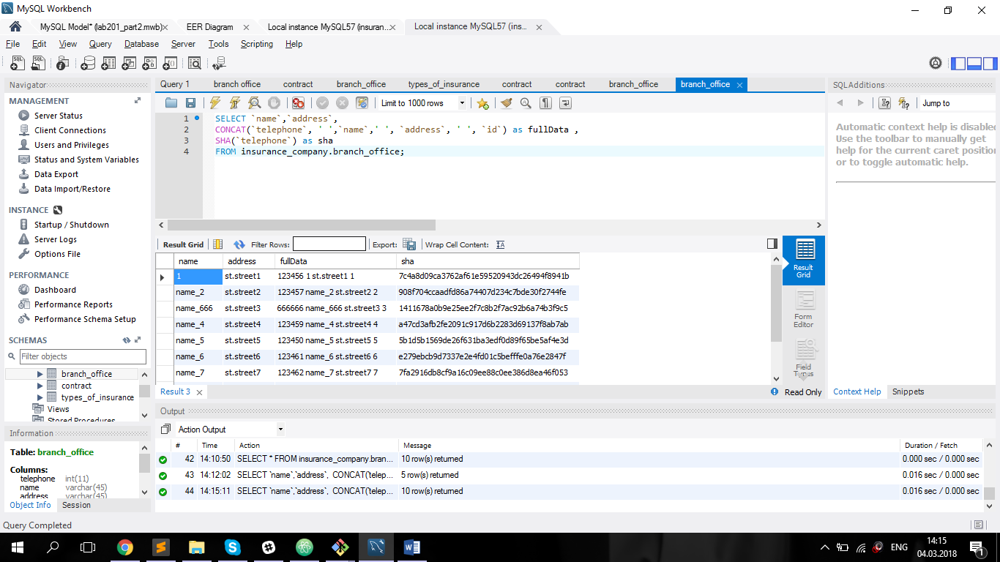 MySQL Workbench
MySQL Model* (lab201_part2.mwb) EER Diagram Local instance MySQL57 (insuran... Local instance MySQL57 (ins...
File Edit View Query Database Server Tools Scripting Help
Navigator
MANAGEMENT
Server Status
Client Connections
Users and Privileges
Status and System Variables
Data Export
Data Import/Restore
INSTANCE
Startup / Shutdown
Server Logs
Options File
PERFORMANCE
Dashboard
Performance Reports
Performance Schema Setup
SCHEMAS
Filter objects
branch_office
contract
types_of_insurance
Views
Stored Procedures
Information
Table: branch_office
Columns:
telephone int(11)
name varchar(45)
address varchar(45)
Object Info Session
Query 1 branch office contract branch_office types_of_insurance contract contract branch_office branch_office
Limit to 1000 rows
1 SELECT `name`,`address`,
2 CONCAT(`telephone`, ' ',`name`,' ', `address`, ' ', `id`) as fullData ,
3 SHA(`telephone`) as sha
4 FROM insurance_company.branch_office;
Result Grid Filter Rows: Export: Wrap Cell Content:
name address fullData sha
1 st.street1 123456 1 st.street1 1 7c4a8d09ca3762af61e59520943dc26494f8941b
name_2 st.street2 123457 name_2 st.street2 2 908f704ccaadfd86a74407d234c7bde30f2744fe
name_666 st.street3 666666 name_666 st.street3 3 1411678a0b9e25ee2f7c8b2f7ac92b6a74b3f9c5
name_4 st.street4 123459 name_4 st.street4 4 a47cd3afb2fe2091c917d6b2283d69137f8ab7ab
name_5 st.street5 123450 name_5 st.street5 5 5b1d5b1569de26f631ba3edf0d89f65be5af4e3d
name_6 st.street6 123461 name_6 st.street6 6 e279ebcb9d7337e2e4fd01c5befffe0a76e2847f
name_7 st.street7 123462 name_7 st.street7 7 7fa2916db8cf9a16c09ee88c0ee386d8ea46f053
Result Grid
Form Editor
Field Types
Result 3
Read Only
SQLAdditions
Jump to
Automatic context help is disabled
Use the toolbar to manually get
help for the current caret position
or to toggle automatic help.
Context Help Snippets
Output
Action Output
# Time Action Message Duration / Fetch
42 14:10:50 SELECT * FROM insurance_company.bran... 10 row(s) returned 0.000 sec / 0.000 sec
43 14:12:02 SELECT `name`,`address`, CONCAT(`telep... 5 row(s) returned 0.016 sec / 0.000 sec
44 14:15:11 SELECT `name`,`address`, CONCAT(`telep... 10 row(s) returned 0.016 sec / 0.000 sec
Query Completed
ENG
14:15
04.03.2018
1